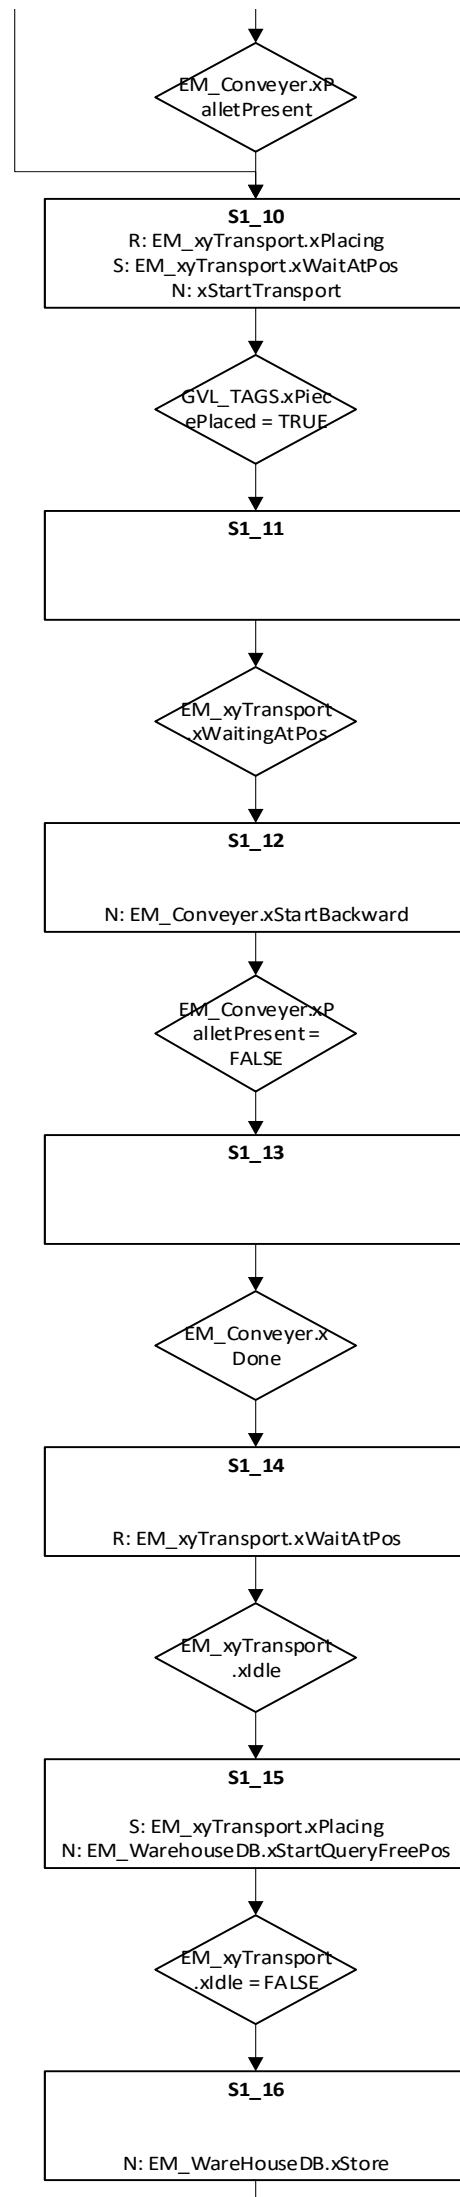 EM_Conveyer.xP
alletPresent
S1_10
R: EM_xyTransport.xPlacing
S: EM_xyTransport.xWaitAtPos
N: xStartTransport
GVL_TAGS.xPiec
ePlaced = TRUE
S1_11
EM_xyTransport
.xWaitingAtPos
S1_12
N: EM_Conveyer.xStartBackward
EM_Conveyer.xP
alletPresent =
FALSE
S1_13
EM_Conveyer.x
Done
S1_14
R: EM_xyTransport.xWaitAtPos
EM_xyTransport
.xIdle
S1_15
S: EM_xyTransport.xPlacing
N: EM_WarehouseDB.xStartQueryFreePos
EM_xyTransport
.xIdle = FALSE
S1_16
N: EM_WareHouseDB.xStore